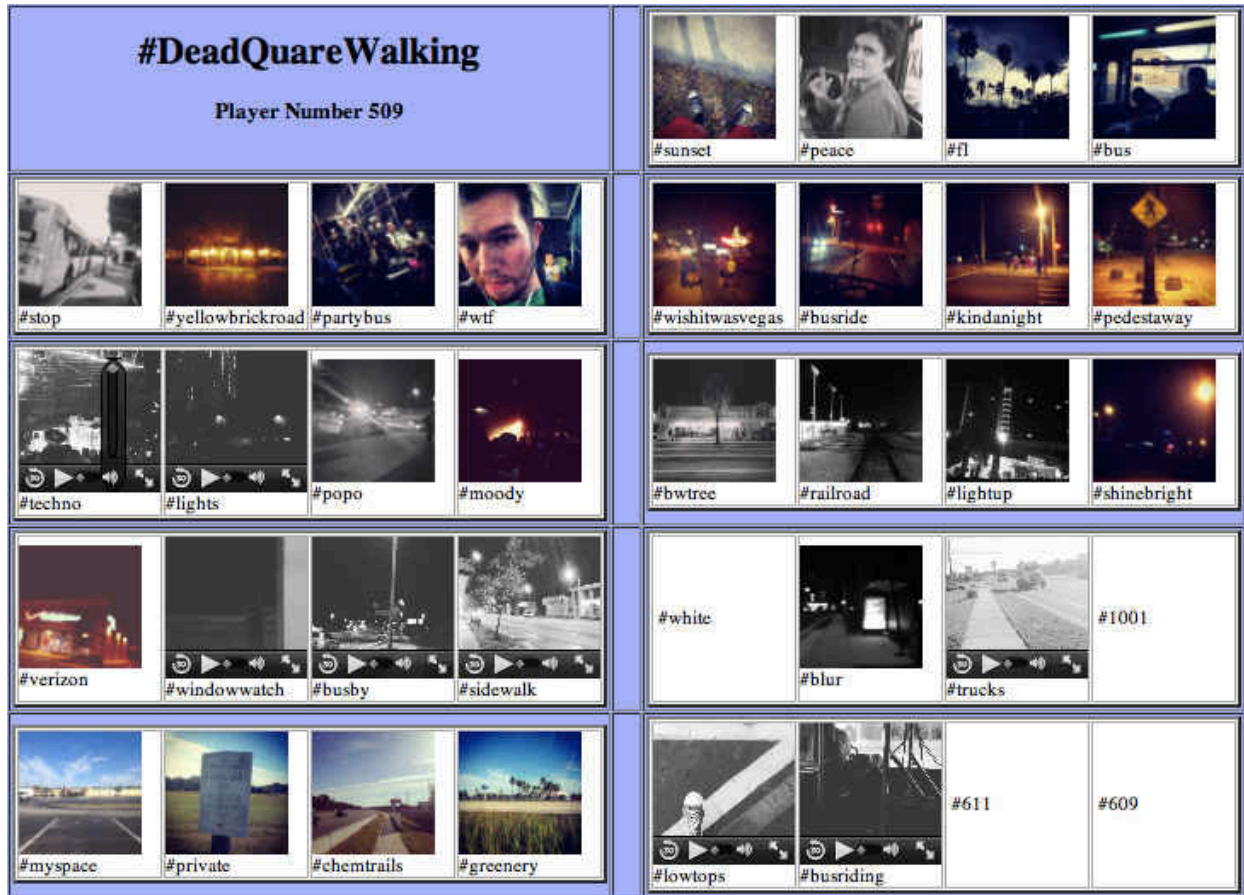 #DeadQuareWalking
Player Number 509
#sunset #peace #fl #bus
#stop #yellowbrickroad #partybus #wtf
#wishitwasvegas #busride #kindanight #pedestaway
#techno #lights #popo #moody
#bwtree #railroad #lightup #shinebright
#verizon #windowwatch #busby #sidewalk
#white #blur #trucks #1001
#myspace #private #chemtrails #greenery
#lowtops #busriding #611 #609